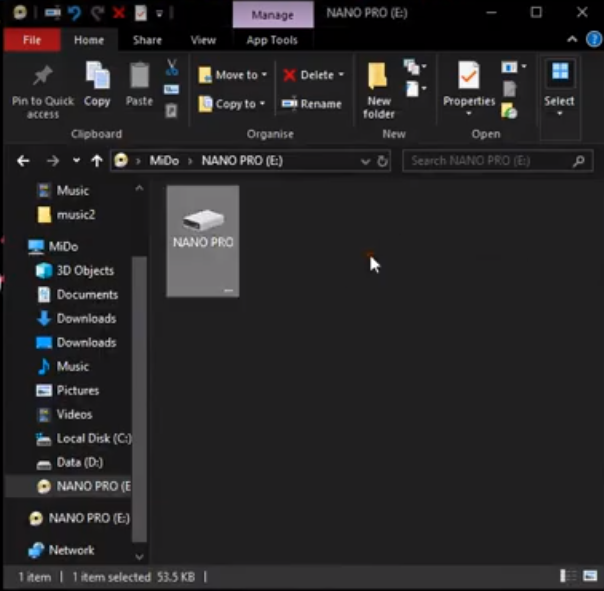 Manage
NANO PRO (E:)
File
Home
Share
View
App Tools
Pin to Quick access
Copy
Paste
Move to
Copy to
Delete
Rename
New folder
Properties
Select
Clipboard
Organise
New
Open
MiDo > NANO PRO (E:)
Search NANO PRO (E:)
Music
music2
MiDo
3D Objects
Documents
Downloads
Downloads
Music
Pictures
Videos
Local Disk (C:)
Data (D:)
NANO PRO (E
NANO PRO (E:)
Network
NANO PRO
1 item
1 item selected 53.5 KB